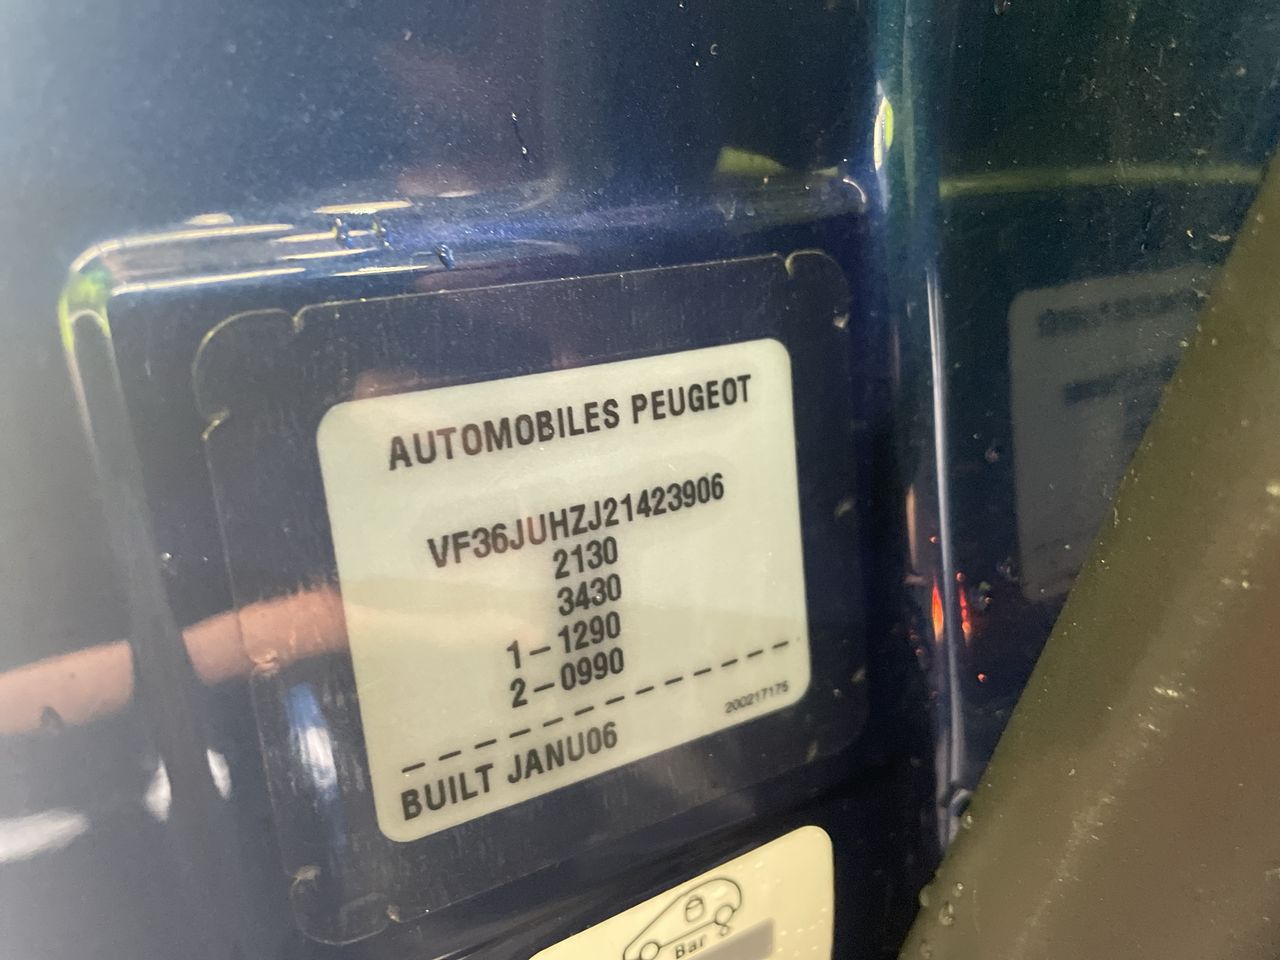 AUTOMOBILES PEUGEOT
VF36JUHZJ21423906
2130
3430
1-1290
2-0990
200217175
BUILT JANU06
Bar